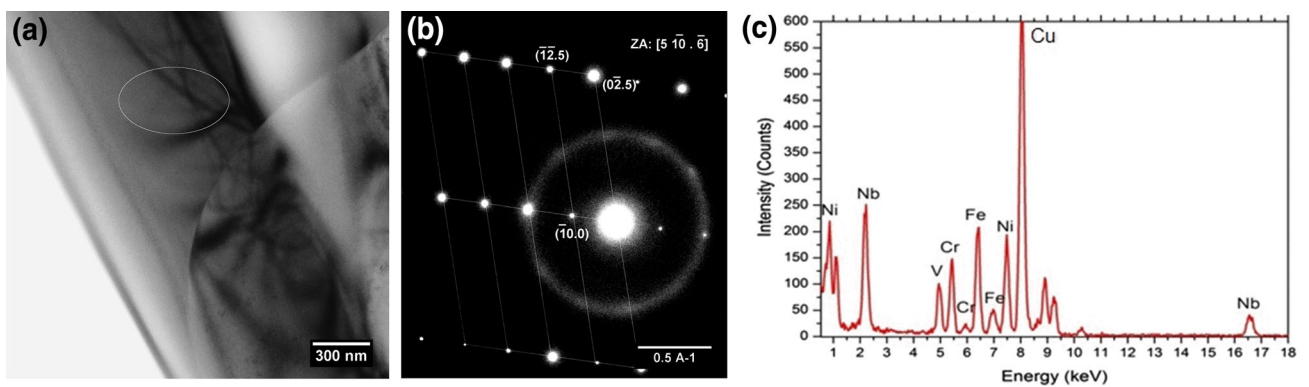 (a)
300 nm
(b)
ZA: [5 1̄0 . 6̄]
(1̄2̄.5)
(02̄.5)
(1̄0.0)
0.5 A-1
(c)
600
550
500
450
400
350
300
250
200
150
100
50
0
Intensity (Counts)
Ni
Nb
V
Cr
Cr
Fe
Fe
Ni
Cu
Nb
1 2 3 4 5 6 7 8 9 10 11 12 13 14 15 16 17 18
Energy (keV)